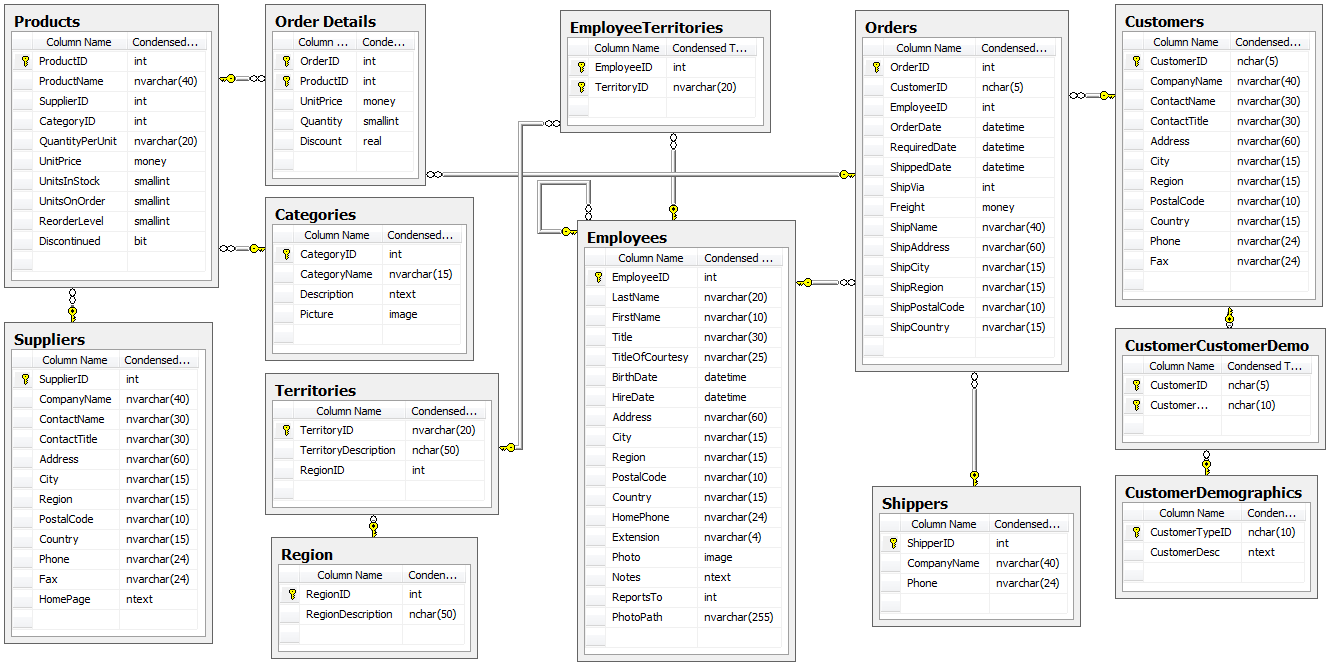 Products
Column Name Condensed...
ProductID int
ProductName nvarchar(40)
SupplierID int
CategoryID int
QuantityPerUnit nvarchar(20)
UnitPrice money
UnitsInStock smallint
UnitsOnOrder smallint
ReorderLevel smallint
Discontinued bit
Suppliers
Column Name Condensed...
SupplierID int
CompanyName nvarchar(40)
ContactName nvarchar(30)
ContactTitle nvarchar(30)
Address nvarchar(60)
City nvarchar(15)
Region nvarchar(15)
PostalCode nvarchar(10)
Country nvarchar(15)
Phone nvarchar(24)
Fax nvarchar(24)
HomePage ntext
Order Details
Column ... Conde...
OrderID int
ProductID int
UnitPrice money
Quantity smallint
Discount real
Categories
Column Name Condensed...
CategoryID int
CategoryName nvarchar(15)
Description ntext
Picture image
Territories
Column Name Condensed...
TerritoryID nvarchar(20)
TerritoryDescription nchar(50)
RegionID int
Region
Column Name Conden...
RegionID int
RegionDescription nchar(50)
EmployeeTerritories
Column Name Condensed T...
EmployeeID int
TerritoryID nvarchar(20)
Employees
Column Name Condensed ...
EmployeeID int
LastName nvarchar(20)
FirstName nvarchar(10)
Title nvarchar(30)
TitleOfCourtesy nvarchar(25)
BirthDate datetime
HireDate datetime
Address nvarchar(60)
City nvarchar(15)
Region nvarchar(15)
PostalCode nvarchar(10)
Country nvarchar(15)
HomePhone nvarchar(24)
Extension nvarchar(4)
Photo image
Notes ntext
ReportsTo int
PhotoPath nvarchar(255)
Orders
Column Name Condensed...
OrderID int
CustomerID nchar(5)
EmployeeID int
OrderDate datetime
RequiredDate datetime
ShippedDate datetime
ShipVia int
Freight money
ShipName nvarchar(40)
ShipAddress nvarchar(60)
ShipCity nvarchar(15)
ShipRegion nvarchar(15)
ShipPostalCode nvarchar(10)
ShipCountry nvarchar(15)
Shippers
Column Name Condensed...
ShipperID int
CompanyName nvarchar(40)
Phone nvarchar(24)
Customers
Column Name Condensed...
CustomerID nchar(5)
CompanyName nvarchar(40)
ContactName nvarchar(30)
ContactTitle nvarchar(30)
Address nvarchar(60)
City nvarchar(15)
Region nvarchar(15)
PostalCode nvarchar(10)
Country nvarchar(15)
Phone nvarchar(24)
Fax nvarchar(24)
CustomerCustomerDemo
Column Name Condensed T...
CustomerID nchar(5)
Customer... nchar(10)
CustomerDemographics
Column Name Conden...
CustomerTypeID nchar(10)
CustomerDesc ntext